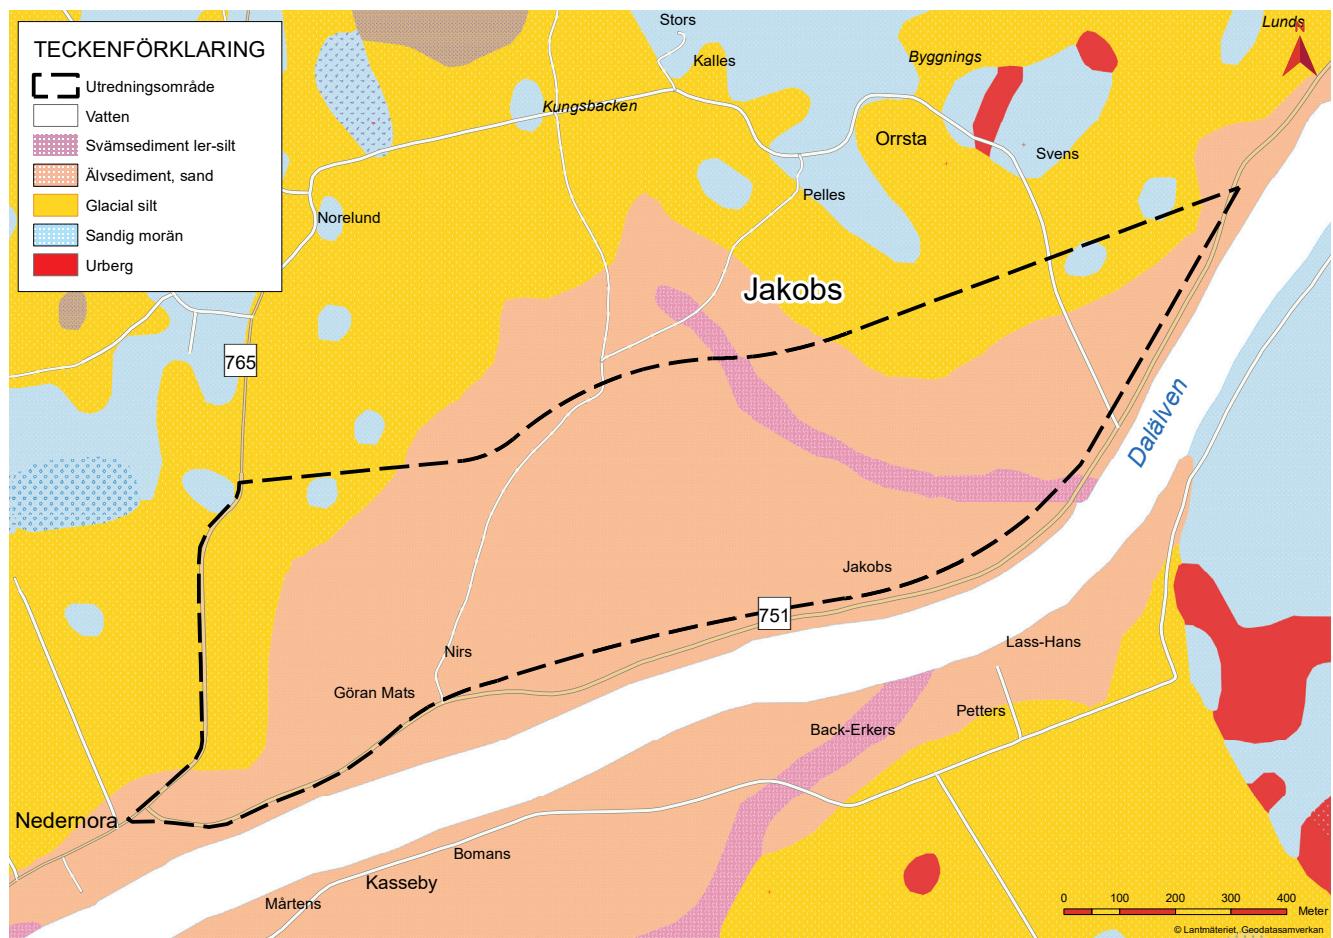 TECKENFÖRKLARING
Utredningsområde
Vatten
Svämsediment ler-silt
Älvsediment, sand
Glacial silt
Sandig morän
Urberg
Stors
Kalles
Byggnings
Lunds
N
Kungsbacken
Orrsta
Svens
Pelles
Norelund
Jakobs
765
Dalälven
Jakobs
751
Nirs
Göran Mats
Lass-Hans
Petters
Back-Erkers
Nedernora
Bomans
Kasseby
Mårtens
0 100 200 300 400
Meter
© Lantmäteriet, Geodatasamverkan